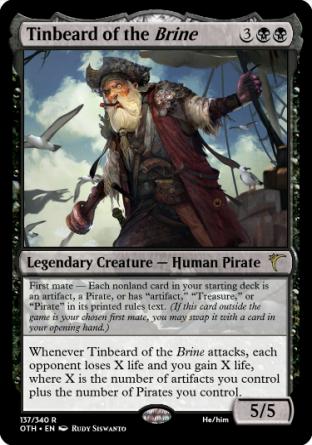 Tinbeard of the Brine 3
Legendary Creature — Human Pirate
First mate — Each nonland card in your starting deck is
an artifact, a Pirate, or has “artifact,” “Treasure,” or
“Pirate” in its printed rules text. (If this card outside the
game is your chosen first mate, you may swap it with a card in
your opening hand.)
Whenever Tinbeard of the Brine attacks, each
opponent loses X life and you gain X life,
where X is the number of artifacts you control
plus the number of Pirates you control.
137/340 R He/him 5/5
OTH • EN RUDY SISWANTO